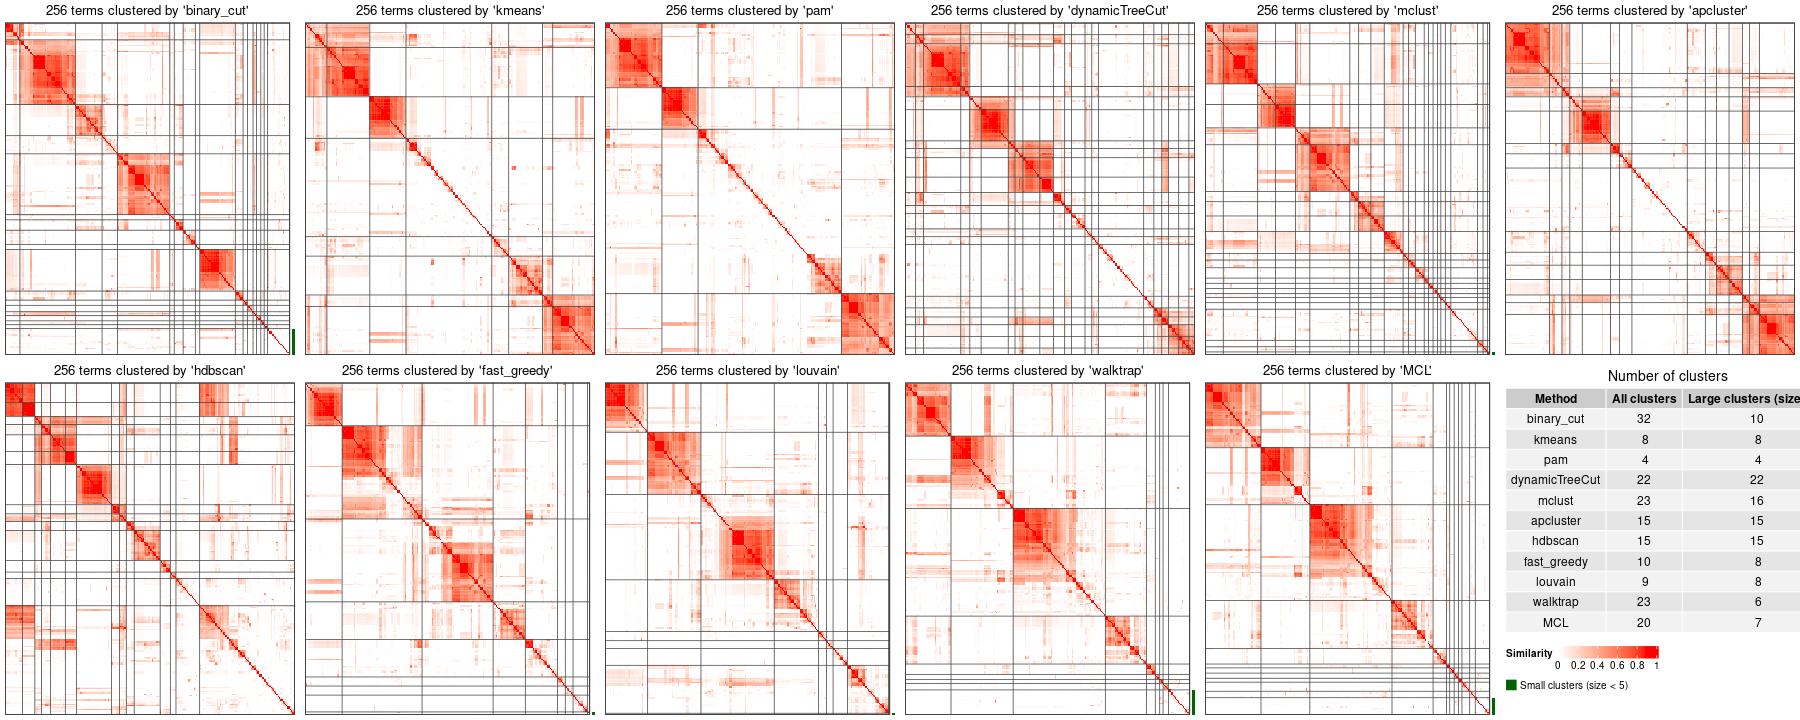 256 terms clustered by 'binary_cut'
256 terms clustered by 'kmeans'
256 terms clustered by 'pam'
256 terms clustered by 'dynamicTreeCut'
256 terms clustered by 'mclust'
256 terms clustered by 'apcluster'
256 terms clustered by 'hdbscan'
256 terms clustered by 'fast_greedy'
256 terms clustered by 'louvain'
256 terms clustered by 'walktrap'
256 terms clustered by 'MCL'
Number of clusters
Method All clusters Large clusters (size
binary_cut 32 10
kmeans 8 8
pam 4 4
dynamicTreeCut 22 22
mclust 23 16
apcluster 15 15
hdbscan 15 15
fast_greedy 10 8
louvain 9 8
walktrap 23 6
MCL 20 7
Similarity
0 0.2 0.4 0.6 0.8 1
Small clusters (size < 5)